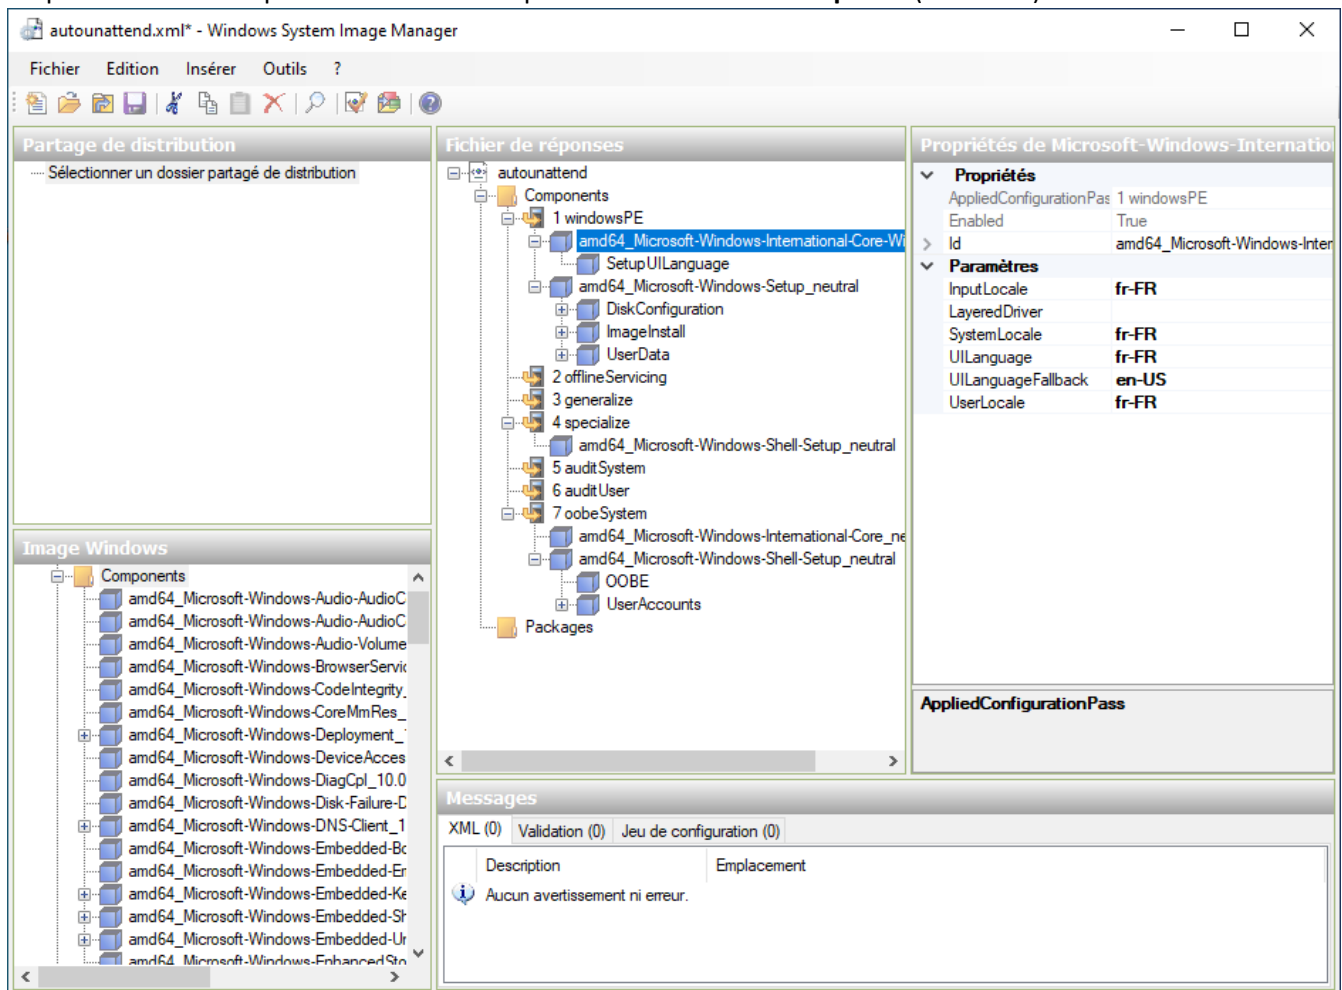 autounattend.xml* - Windows System Image Manager
Fichier Edition Insérer Outils ?
Partage de distribution
Sélectionner un dossier partagé de distribution
Fichier de réponses
autounattend
Components
1 windowsPE
amd64_Microsoft-Windows-International-Core-Wi
SetupUILanguage
amd64_Microsoft-Windows-Setup_neutral
DiskConfiguration
ImageInstall
UserData
2 offlineServicing
3 generalize
4 specialize
amd64_Microsoft-Windows-Shell-Setup_neutral
5 auditSystem
6 auditUser
7 oobeSystem
amd64_Microsoft-Windows-International-Core_ne
amd64_Microsoft-Windows-Shell-Setup_neutral
OOBE
UserAccounts
Packages
Propriétés de Microsoft-Windows-Internatio
Propriétés
AppliedConfigurationPas 1 windowsPE
Enabled True
Id amd64_Microsoft-Windows-Inter
Paramètres
InputLocale fr-FR
LayeredDriver
SystemLocale fr-FR
UILanguage fr-FR
UILanguageFallback en-US
UserLocale fr-FR
AppliedConfigurationPass
Image Windows
Components
amd64_Microsoft-Windows-Audio-AudioC
amd64_Microsoft-Windows-Audio-AudioC
amd64_Microsoft-Windows-Audio-Volume
amd64_Microsoft-Windows-BrowserServic
amd64_Microsoft-Windows-CodeIntegrity_
amd64_Microsoft-Windows-CoreMmRes_
amd64_Microsoft-Windows-Deployment_
amd64_Microsoft-Windows-DeviceAcces
amd64_Microsoft-Windows-DiagCpl_10.0
amd64_Microsoft-Windows-Disk-Failure-D
amd64_Microsoft-Windows-DNS-Client_1
amd64_Microsoft-Windows-Embedded-Bo
amd64_Microsoft-Windows-Embedded-Em
amd64_Microsoft-Windows-Embedded-Ke
amd64_Microsoft-Windows-Embedded-Sh
amd64_Microsoft-Windows-Embedded-Un
amd64_Microsoft-Windows-EnhancedSto
Messages
XML (0) Validation (0) Jeu de configuration (0)
Description Emplacement
Aucun avertissement ni erreur.